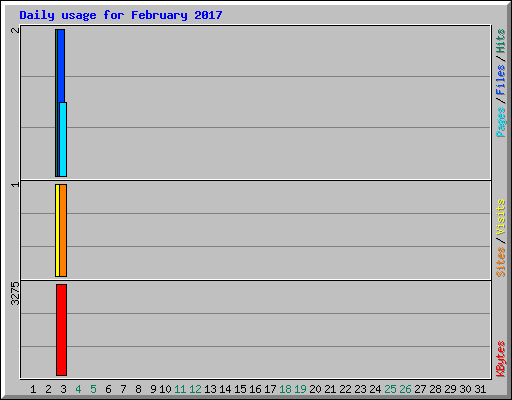 Daily usage for February 2017
2
1
3275
Pages / Files / Hits
Sites / Visits
KBytes
1 2 3 4 5 6 7 8 9 10 11 12 13 14 15 16 17 18 19 20 21 22 23 24 25 26 27 28 29 30 31